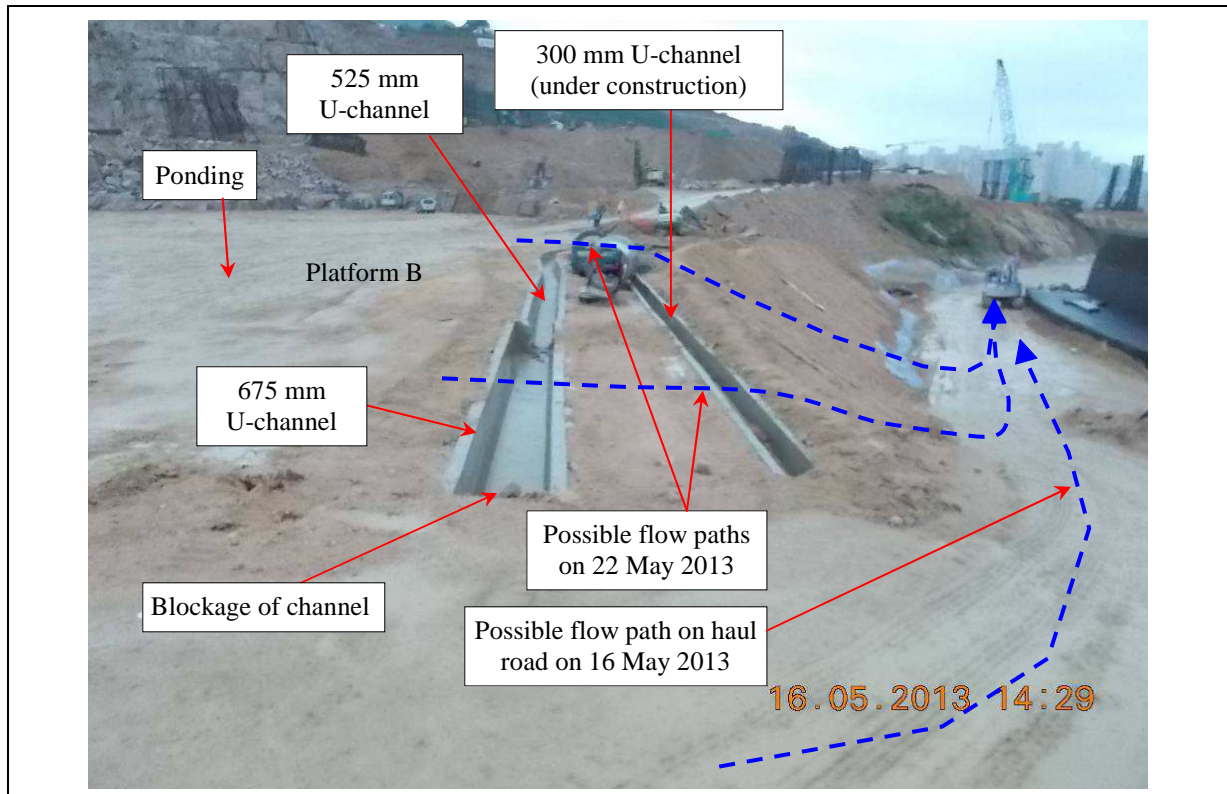 525 mm
U-channel
300 mm U-channel
(under construction)
Ponding
Platform B
675 mm
U-channel
Possible flow paths
on 22 May 2013
Blockage of channel
Possible flow path on haul
road on 16 May 2013
16.05.2013 14:29